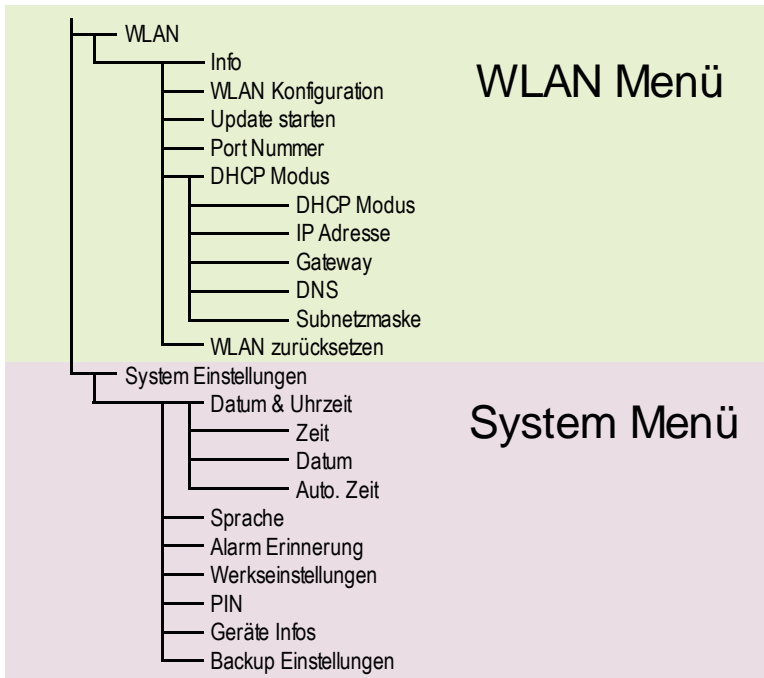 WLAN
Info
WLAN Menü
WLAN Konfiguration
Update starten
Port Nummer
DHCP Modus
DHCP Modus
IP Adresse
Gateway
DNS
Subnetzmaske
WLAN zurücksetzen
System Einstellungen
Datum & Uhrzeit
System Menü
Zeit
Datum
Auto. Zeit
Sprache
Alarm Erinnerung
Werkseinstellungen
PIN
Geräte Infos
Backup Einstellungen